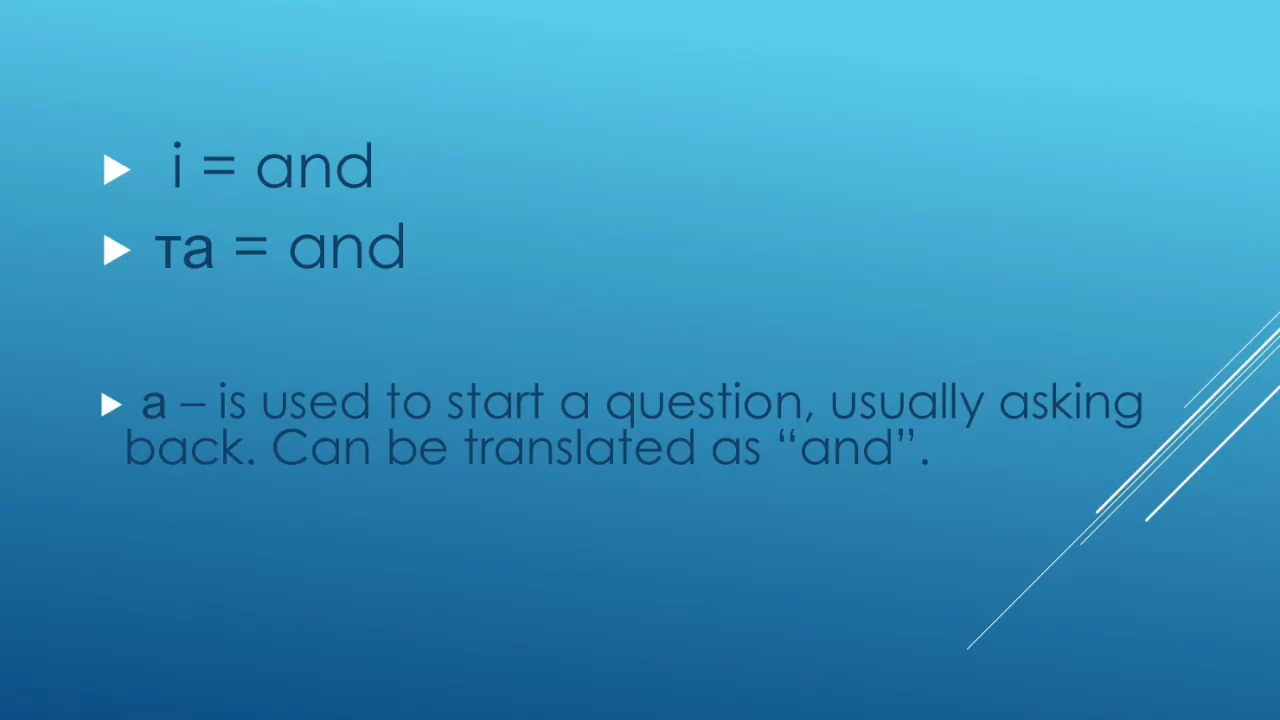 і = and
та = and
а – is used to start a question, usually asking
back. Can be translated as “and”.